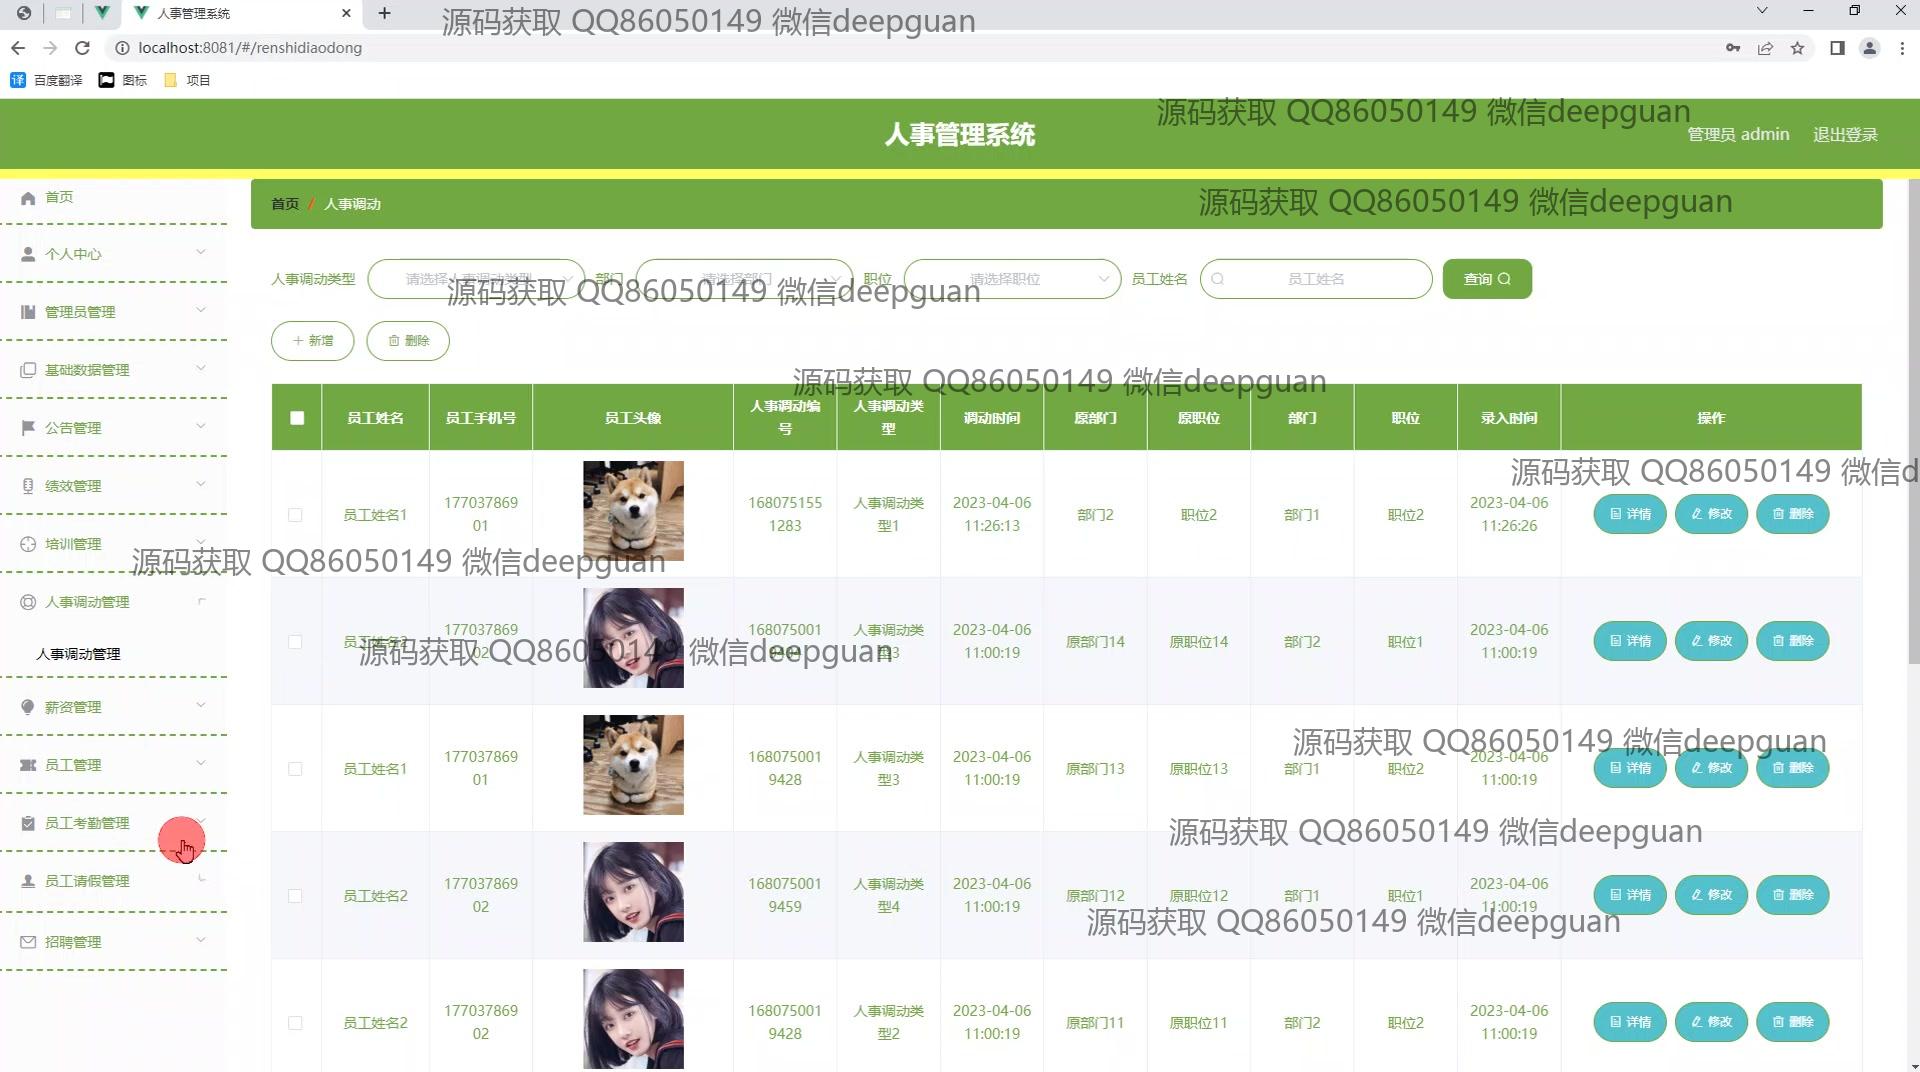 人事管理系统
源码获取 QQ86050149 微信deepguan
localhost:8081/#/renshidiaodong
百度翻译 图标 项目
源码获取 QQ86050149 微信deepguan
人事管理系统
管理员 admin 退出登录
首页
个人中心
管理员管理
基础数据管理
公告管理
绩效管理
培训管理
人事调动管理
人事调动管理
薪资管理
员工管理
员工考勤管理
员工请假管理
招聘管理
首页 / 人事调动
源码获取 QQ86050149 微信deepguan
人事调动类型 请选择人事调动类型 部门 请选择部门 职位 请选择职位 员工姓名 员工姓名 查询
源码获取 QQ86050149 微信deepguan
新增 删除
源码获取 QQ86050149 微信deepguan
员工姓名 员工手机号 员工头像 人事调动编号 人事调动类型 调动时间 原部门 原职位 部门 职位 录入时间 操作
源码获取 QQ86050149 微信d
员工姓名1 17703786901 1680751551283 人事调动类型1 2023-04-06 11:26:13 部门2 职位2 部门1 职位2 2023-04-06 11:26:26 详情 修改 删除
源码获取 QQ86050149 微信deepguan
员工姓名2 17703786902 168075001 人事调动类型3 2023-04-06 11:00:19 原部门14 原职位14 部门2 职位1 2023-04-06 11:00:19 详情 修改 删除
源码获取 QQ86050149 微信deepguan
源码获取 QQ86050149 微信deepguan
员工姓名1 17703786901 1680750019428 人事调动类型3 2023-04-06 11:00:19 原部门13 原职位13 部门1 职位2 2023-04-06 11:00:19 详情 修改 删除
源码获取 QQ86050149 微信deepguan
员工姓名2 17703786902 1680750019459 人事调动类型4 2023-04-06 11:00:19 原部门12 原职位12 部门1 职位1 2023-04-06 11:00:19 详情 修改 删除
源码获取 QQ86050149 微信deepguan
员工姓名2 17703786902 1680750019428 人事调动类型2 2023-04-06 11:00:19 原部门11 原职位11 部门2 职位2 2023-04-06 11:00:19 详情 修改 删除